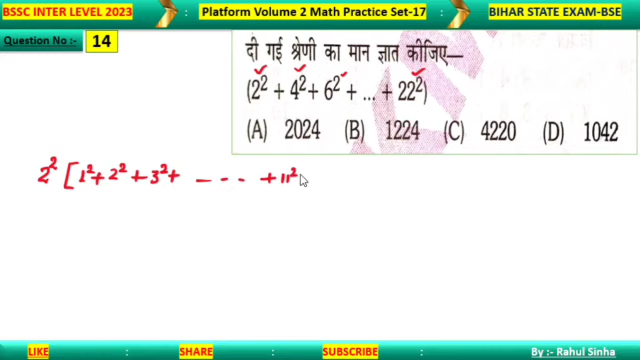 BSSC INTER LEVEL 2023 : Platform Volume 2 Math Practice Set-17 : BIHAR STATE EXAM-BSE
Question No : 14
दी गई श्रेणी का मान ज्ञात कीजिए–
(2² + 4² + 6² + ... + 22²)
(A) 2024 (B) 1224 (C) 4220 (D) 1042
2² [1² + 2² + 3² + - - - - + 11²
LIKE : SHARE : SUBSCRIBE : By :- Rahul Sinha